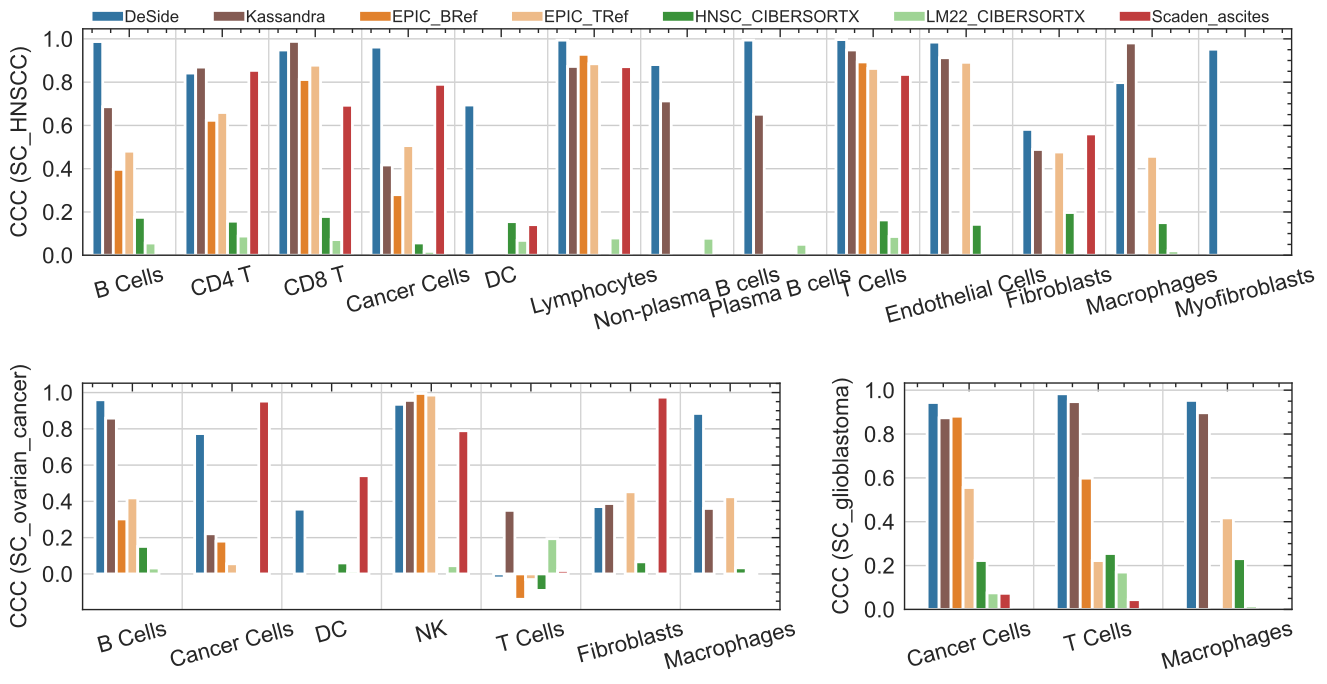 DeSide Kassandra EPIC_BRef EPIC_TRef HNSC_CIBERSORTX LM22_CIBERSORTX Scaden_ascites
CCC (SC_HNSCC)
1.0
0.8
0.6
0.4
0.2
0.0
B Cells CD4 T CD8 T Cancer Cells DC Lymphocytes Non-plasma B cells Plasma B cells T Cells Endothelial Cells Fibroblasts Macrophages Myofibroblasts
CCC (SC_ovarian_cancer)
1.0
0.8
0.6
0.4
0.2
0.0
B Cells Cancer Cells DC NK T Cells Fibroblasts Macrophages
CCC (SC_glioblastoma)
1.0
0.8
0.6
0.4
0.2
0.0
Cancer Cells T Cells Macrophages